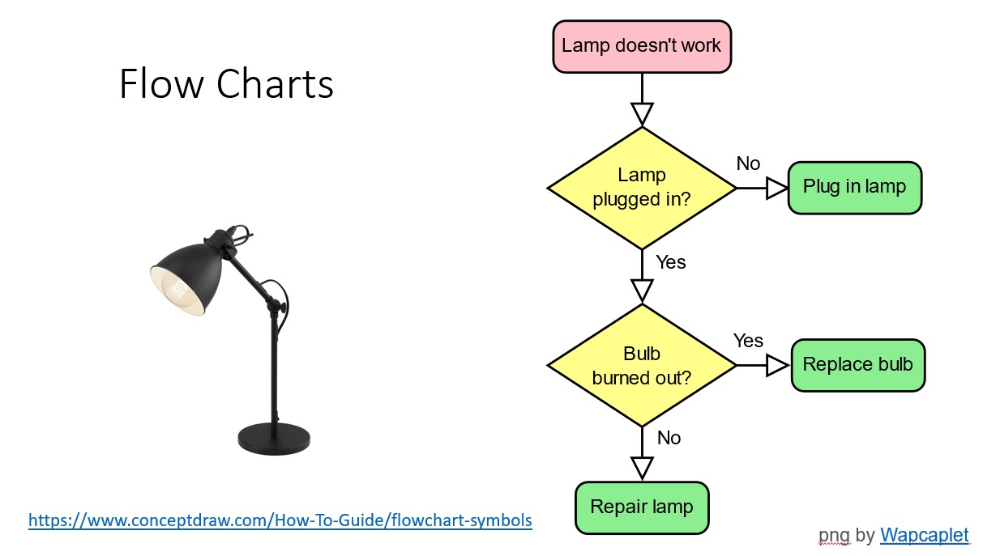 Flow Charts
Lamp doesn't work
Lamp
plugged in?
No
Plug in lamp
Yes
Bulb
burned out?
Yes
Replace bulb
No
Repair lamp
https://www.conceptdraw.com/How-To-Guide/flowchart-symbols
png by Wapcaplet